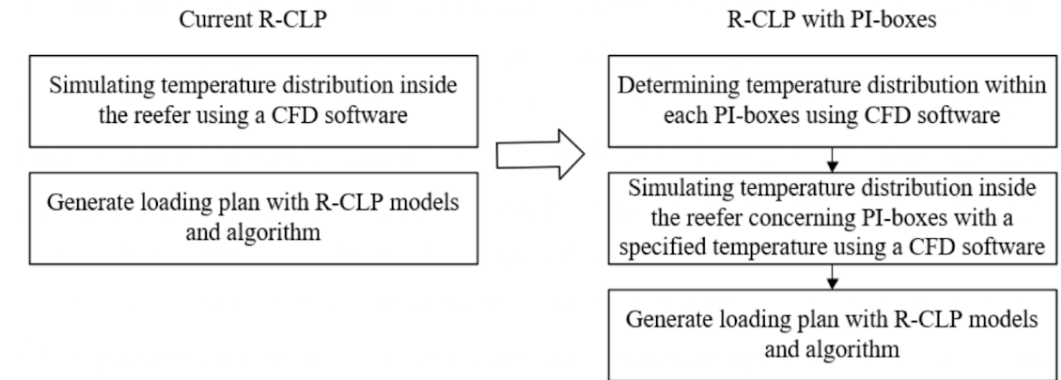 Current R-CLP
Simulating temperature distribution inside
the reefer using a CFD software
Generate loading plan with R-CLP models
and algorithm
R-CLP with PI-boxes
Determining temperature distribution within
each PI-boxes using CFD software
Simulating temperature distribution inside
the reefer concerning PI-boxes with a
specified temperature using a CFD software
Generate loading plan with R-CLP models
and algorithm